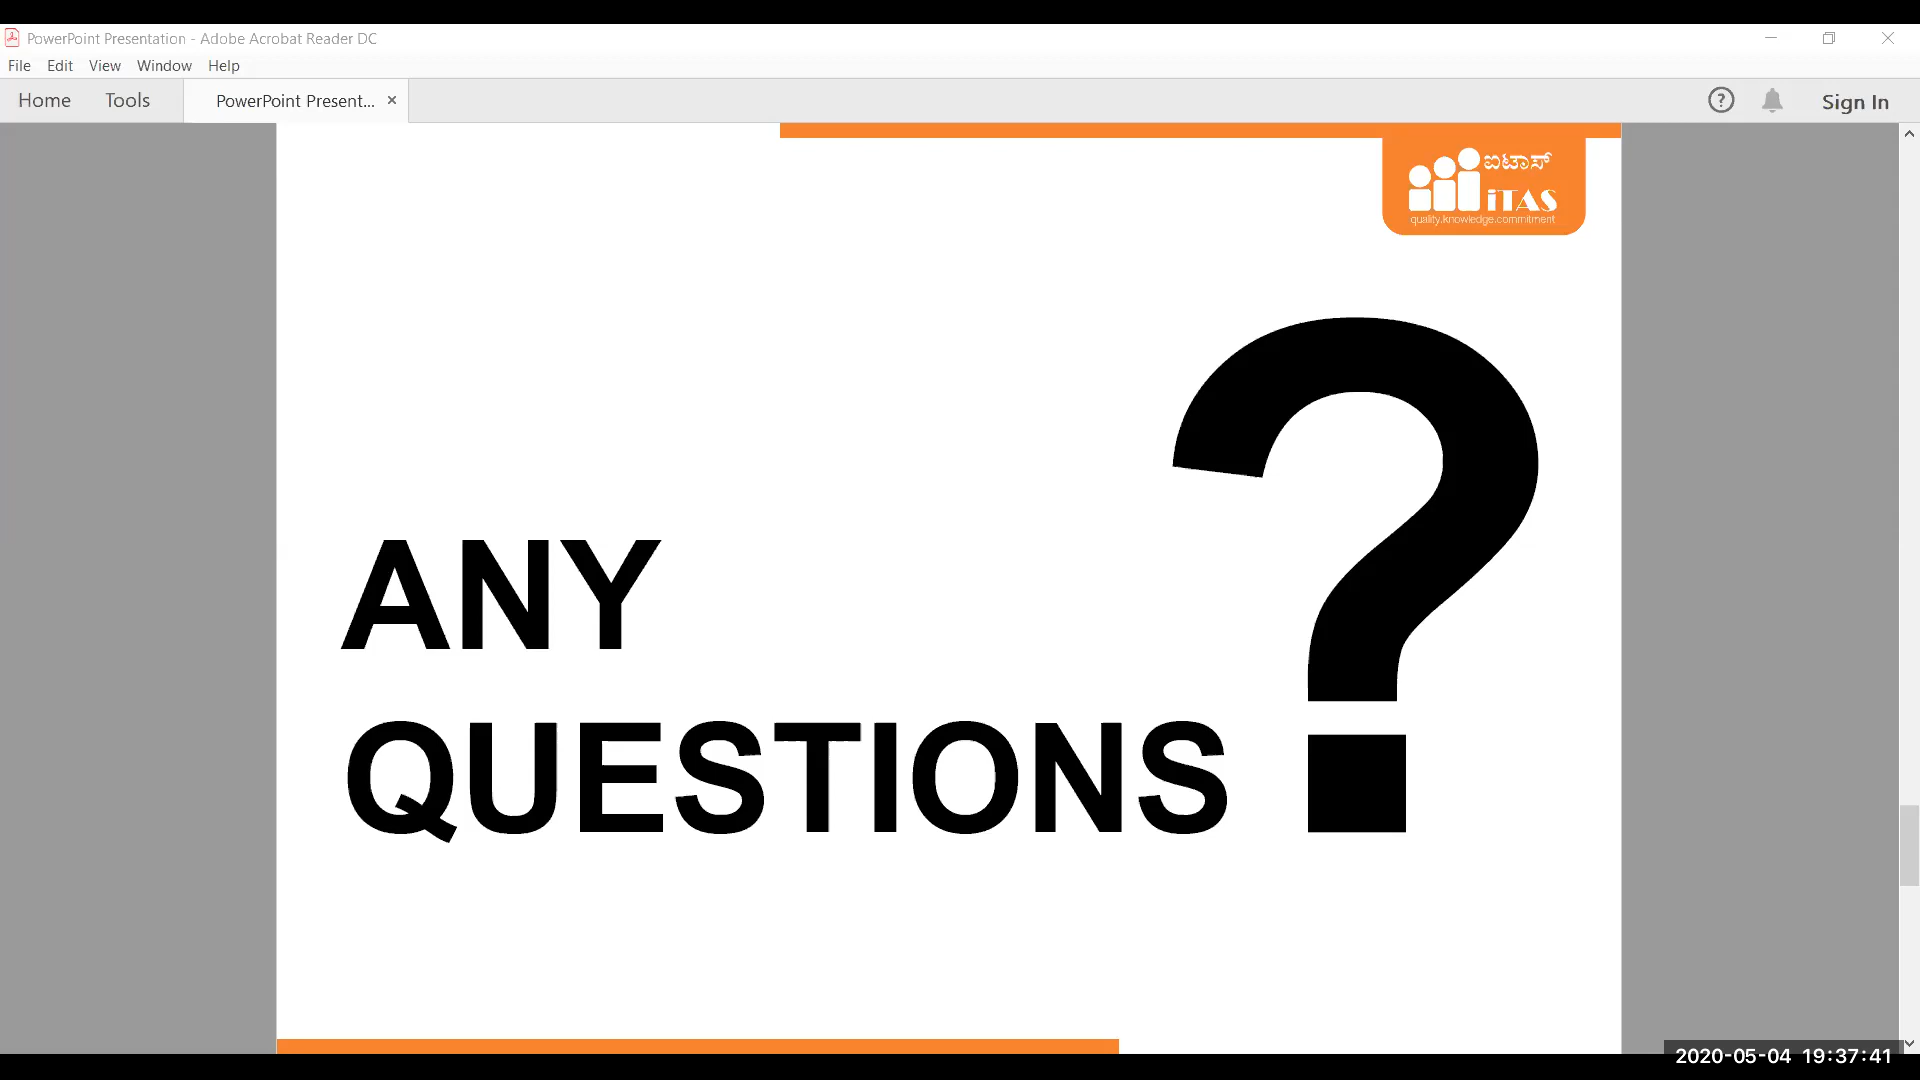 PowerPoint Presentation - Adobe Acrobat Reader DC
File Edit View Window Help
Home Tools PowerPoint Present... × ? Sign In
ಐಟಾಸ್
iTAS
quality.knowledge.commitment
ANY
QUESTIONS
?
2020-05-04 19:37:41